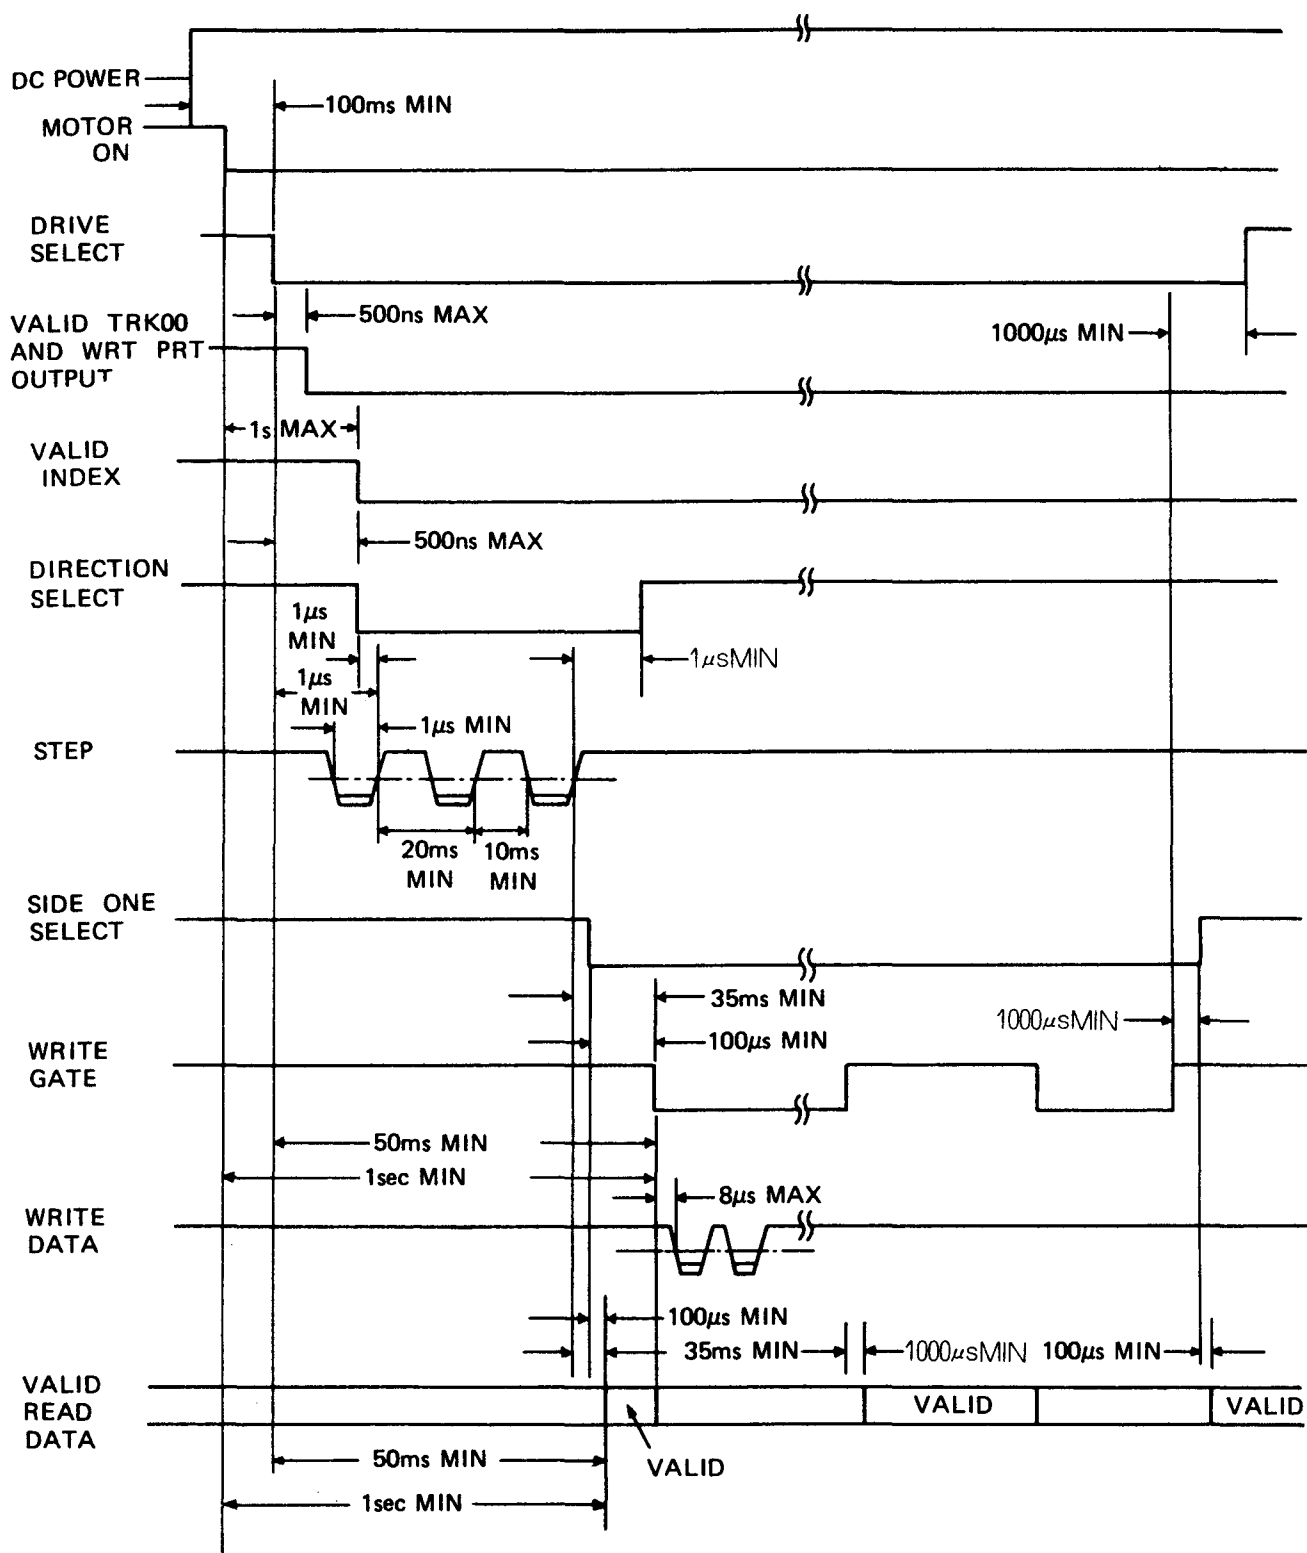 DC POWER
100ms MIN
MOTOR
ON
DRIVE
SELECT
500ns MAX
1000μs MIN
VALID TRK00
AND WRT PRT
OUTPUT
1s MAX
VALID
INDEX
500ns MAX
DIRECTION
SELECT
1μs
MIN
1μsMIN
1μs
MIN
1μs MIN
STEP
20ms
MIN
10ms
MIN
SIDE ONE
SELECT
35ms MIN
1000μsMIN
100μs MIN
WRITE
GATE
50ms MIN
1sec MIN
8μs MAX
WRITE
DATA
100μs MIN
35ms MIN
1000μsMIN
100μs MIN
VALID
READ
DATA
VALID
VALID
VALID
50ms MIN
1sec MIN